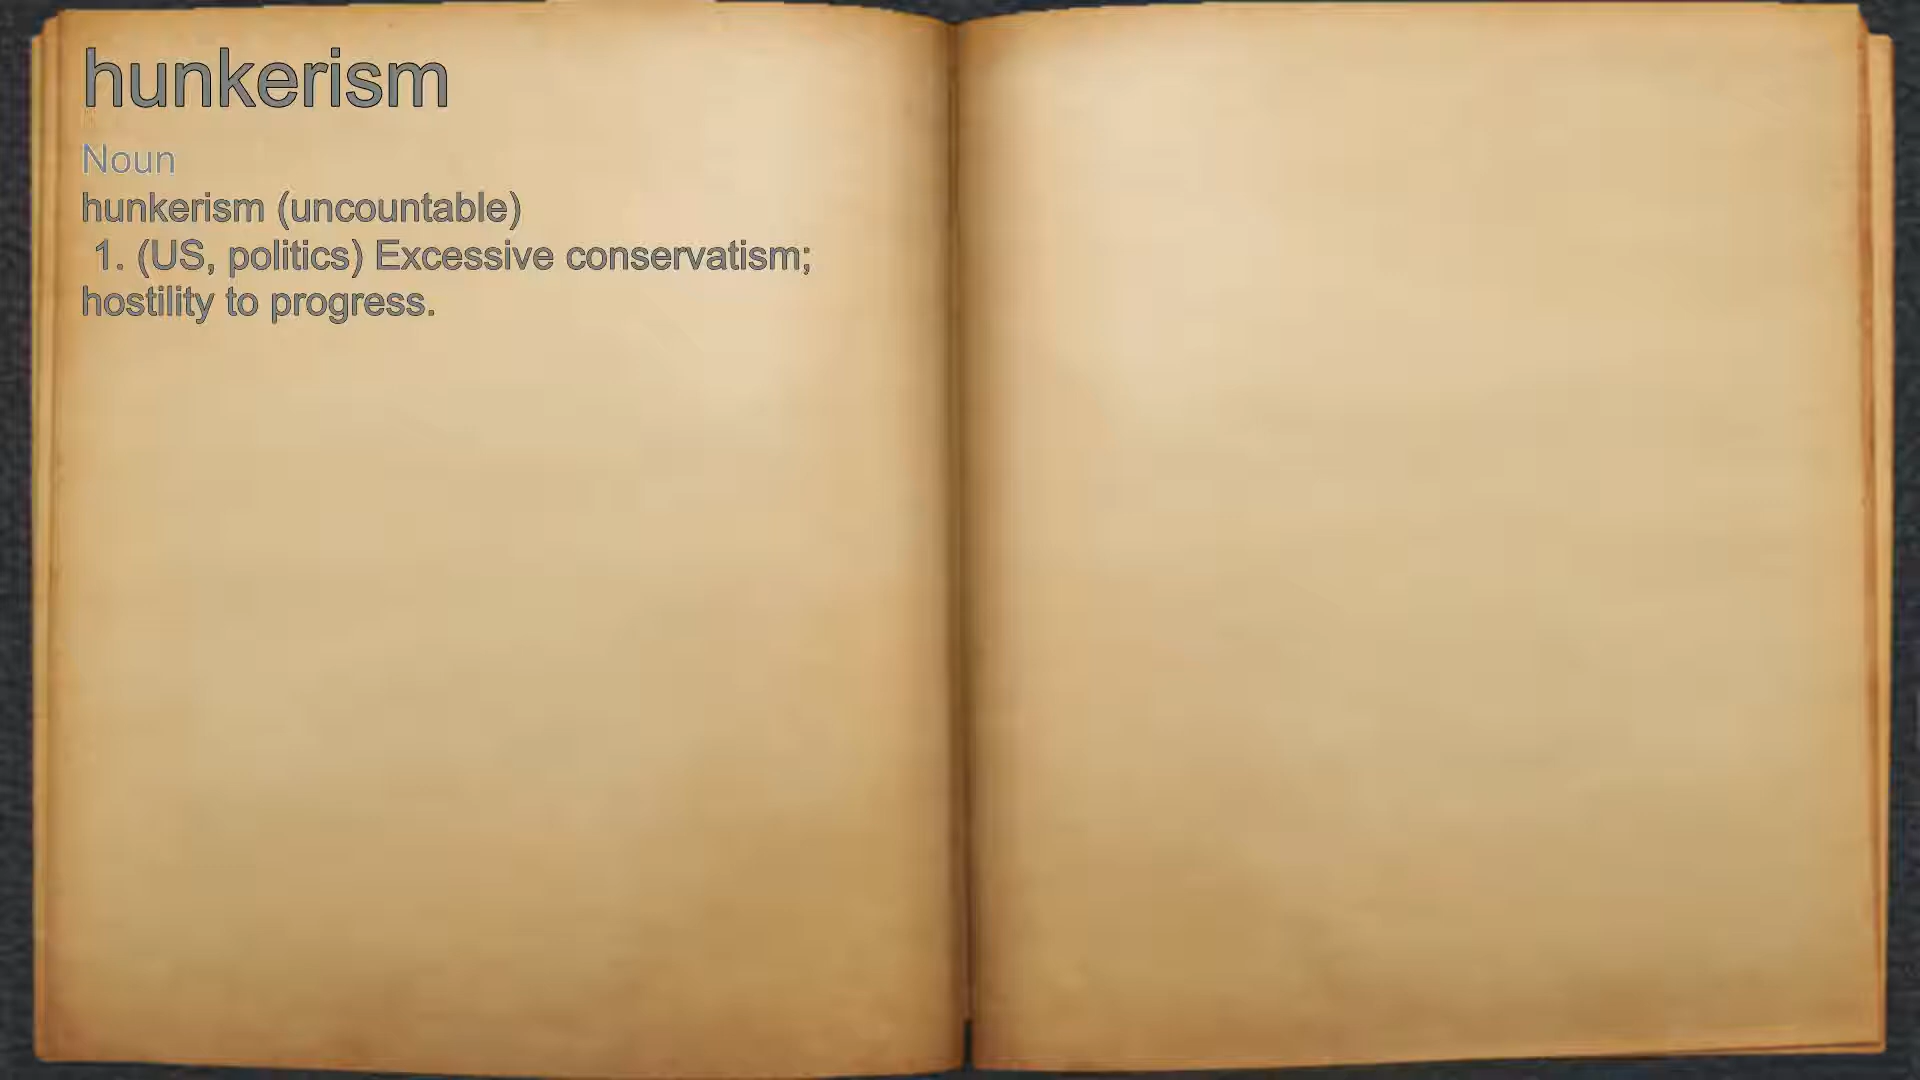 hunkerism
Noun
hunkerism (uncountable)
1. (US, politics) Excessive conservatism;
hostility to progress.